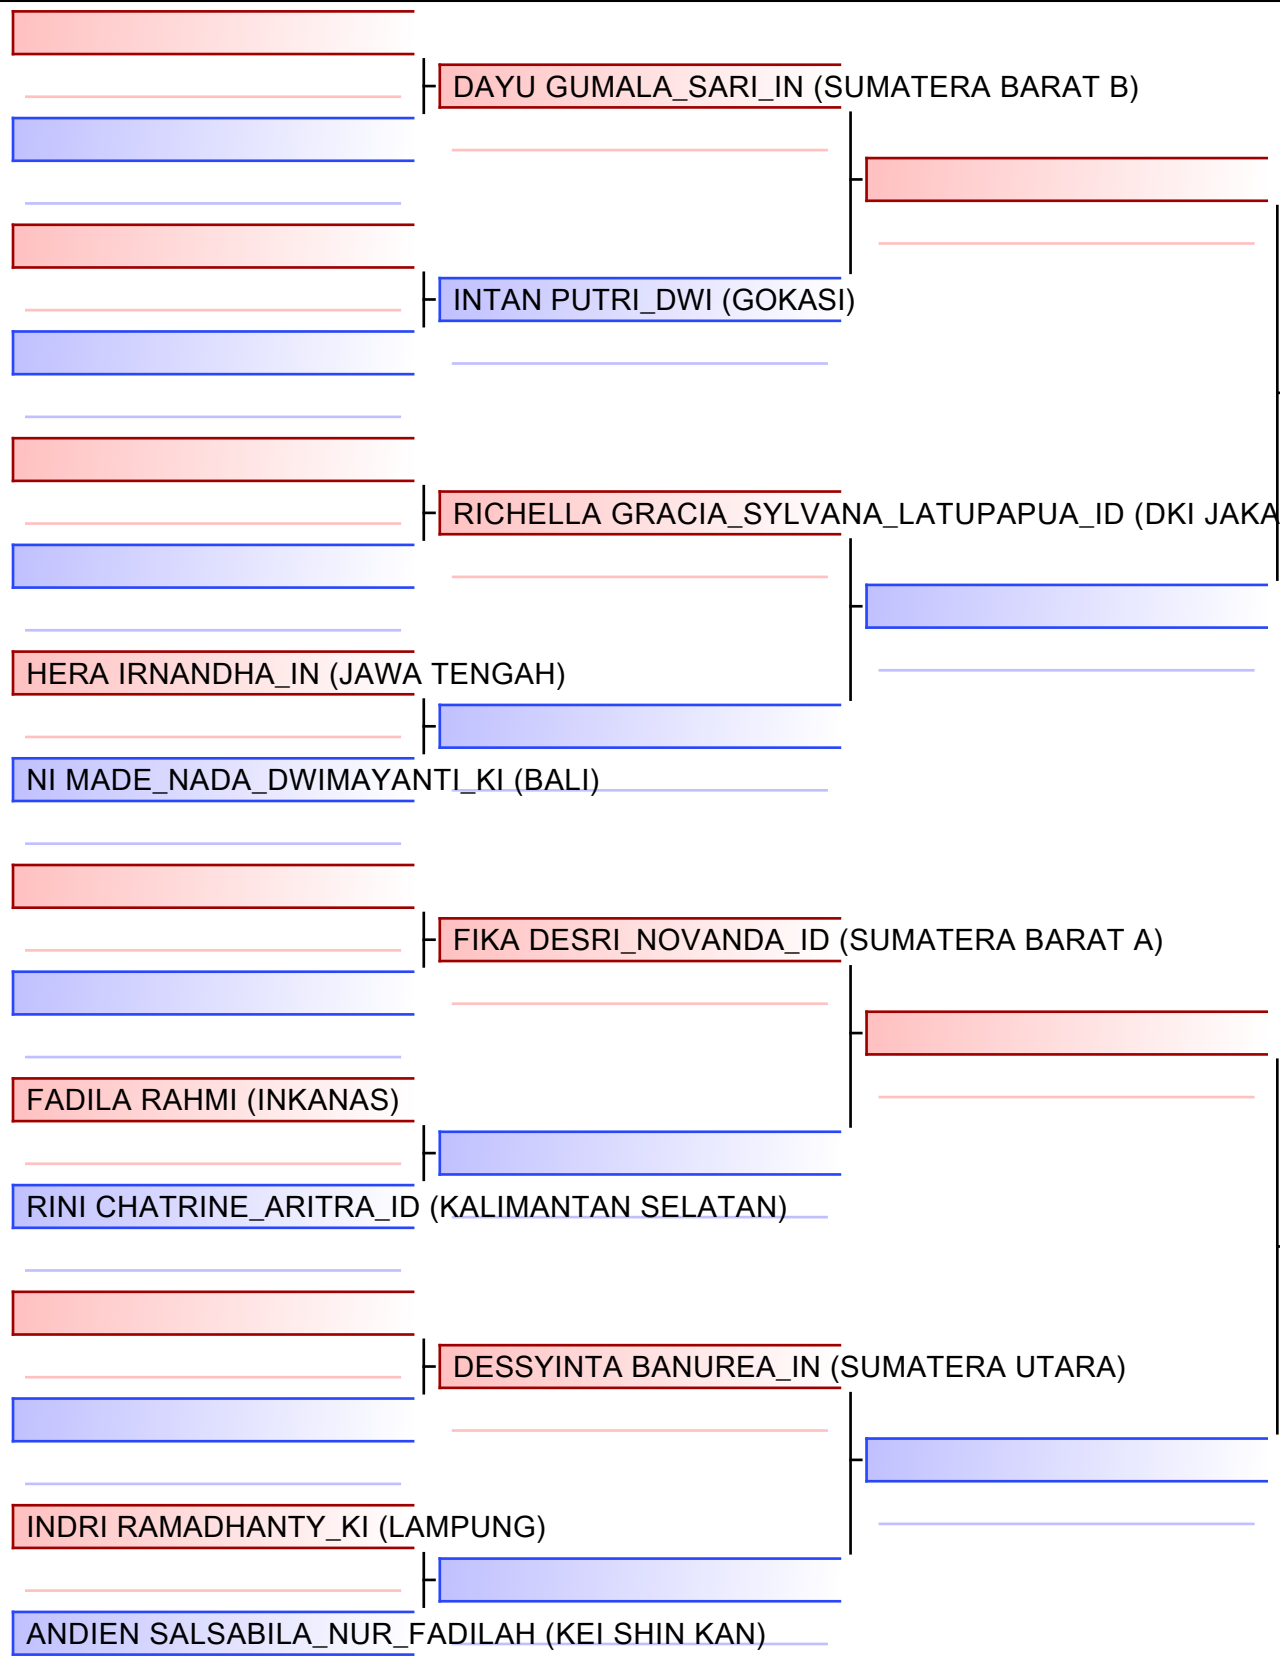 DAYU GUMALA_SARI_IN (SUMATERA BARAT B)
INTAN PUTRI_DWI (GOKASI)
RICHELLA GRACIA_SYLVANA_LATUPAPUA_ID (DKI JAKA
HERA IRNANDHA_IN (JAWA TENGAH)
NI MADE_NADA_DWIMAYANTI_KI (BALI)
FIKA DESRI_NOVANDA_ID (SUMATERA BARAT A)
FADILA RAHMI (INKANAS)
RINI CHATRINE_ARITRA_ID (KALIMANTAN SELATAN)
DESSYINTA BANUREA_IN (SUMATERA UTARA)
INDRI RAMADHANTY_KI (LAMPUNG)
ANDIEN SALSABILA_NUR_FADILAH (KEI SHIN KAN)